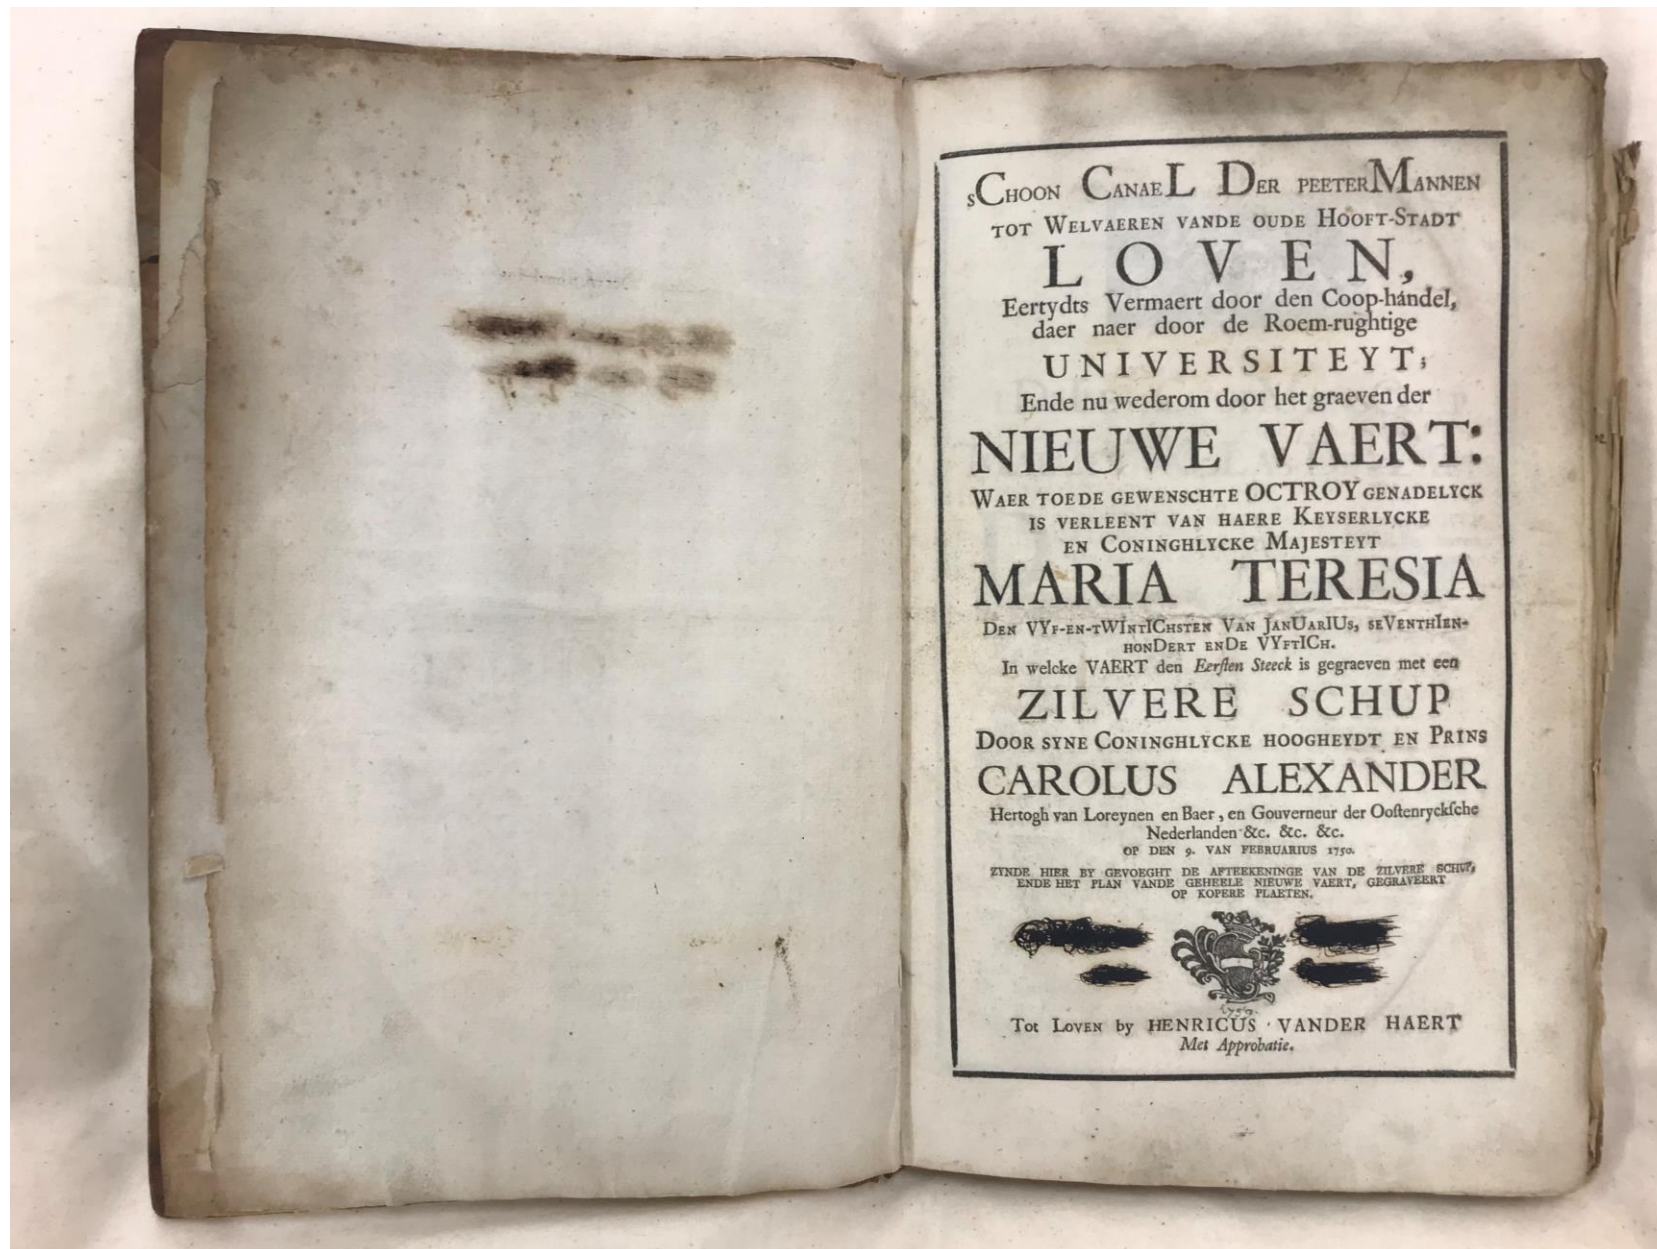 sCHOON CANAEL DER PEETERMANNEN
TOT WELVAEREN VANDE OUDE HOOFT-STADT
LOVEN,
Eertydts Vermaert door den Coop-handel,
daer naer door de Roem-rughtige
UNIVERSITEYT;
Ende nu wederom door het graeven der
NIEUWE VAERT:
WAER TOEDE GEWENSCHTE OCTROY GENADELYCK
IS VERLEENT VAN HAERE KEYSERLYCKE
EN CONINGHLYCKE MAJESTEYT
MARIA TERESIA
DEN VYF-EN-TWINTICHSTEN VAN JANUARIUS, SEVENTHIEN-
HONDERT ENDE VYFTICH.
In welcke VAERT den Eerſten Steeck is gegraeven met een
ZILVERE SCHUP
DOOR SYNE CONINGHLYCKE HOOGHEYDT EN PRINS
CAROLUS ALEXANDER
Hertogh van Loreynen en Baer, en Gouverneur der Ooſtenryckſche
Nederlanden &c. &c. &c.
OP DEN 9. VAN FEBRUARIUS 1750.
ZYNDE HIER BY GEVOEGHT DE AFTEEKENINGE VAN DE ZILVERE SCHUP,
ENDE HET PLAN VANDE GEHEELE NIEUWE VAERT, GEGRAVEERT
OP KOPERE PLAETEN.
TOT LOVEN by HENRICUS VANDER HAERT
Met Approbatie.